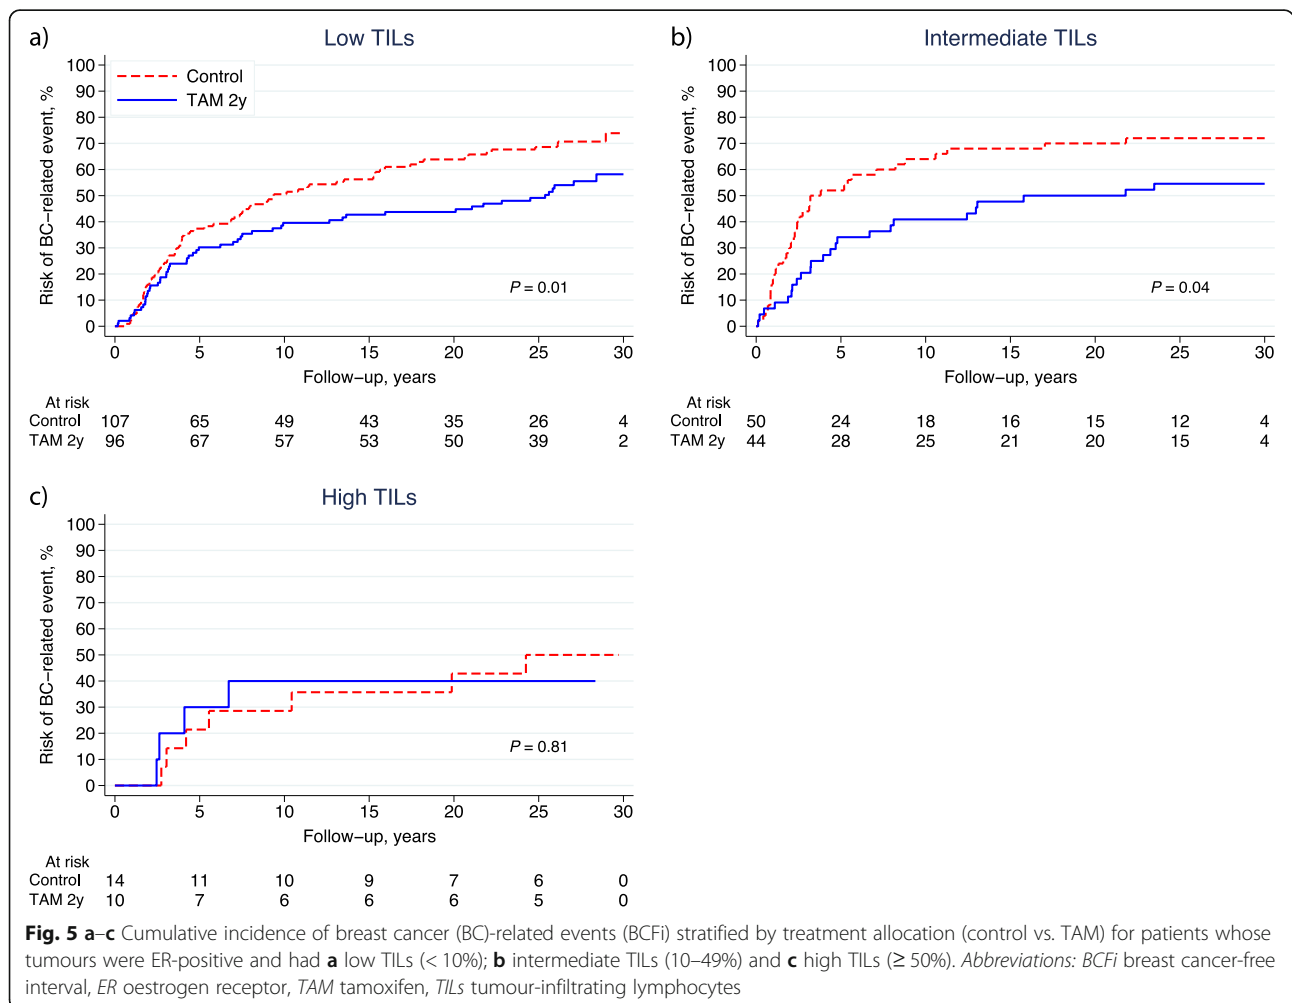 a)
Low TILs
Control
TAM 2y
Risk of BC–related event, %
100
90
80
70
60
50
40
30
20
10
0
P = 0.01
0 5 10 15 20 25 30
Follow–up, years
At risk
Control 107 65 49 43 35 26 4
TAM 2y 96 67 57 53 50 39 2
b)
Intermediate TILs
Risk of BC–related event, %
100
90
80
70
60
50
40
30
20
10
0
P = 0.04
0 5 10 15 20 25 30
Follow–up, years
At risk
Control 50 24 18 16 15 12 4
TAM 2y 44 28 25 21 20 15 4
c)
High TILs
Risk of BC–related event, %
100
90
80
70
60
50
40
30
20
10
0
P = 0.81
0 5 10 15 20 25 30
Follow–up, years
At risk
Control 14 11 10 9 7 6 0
TAM 2y 10 7 6 6 6 5 0
Fig. 5 a–c Cumulative incidence of breast cancer (BC)-related events (BCFi) stratified by treatment allocation (control vs. TAM) for patients whose
tumours were ER-positive and had a low TILs (< 10%); b intermediate TILs (10–49%) and c high TILs (≥ 50%). Abbreviations: BCFi breast cancer-free
interval, ER oestrogen receptor, TAM tamoxifen, TILs tumour-infiltrating lymphocytes